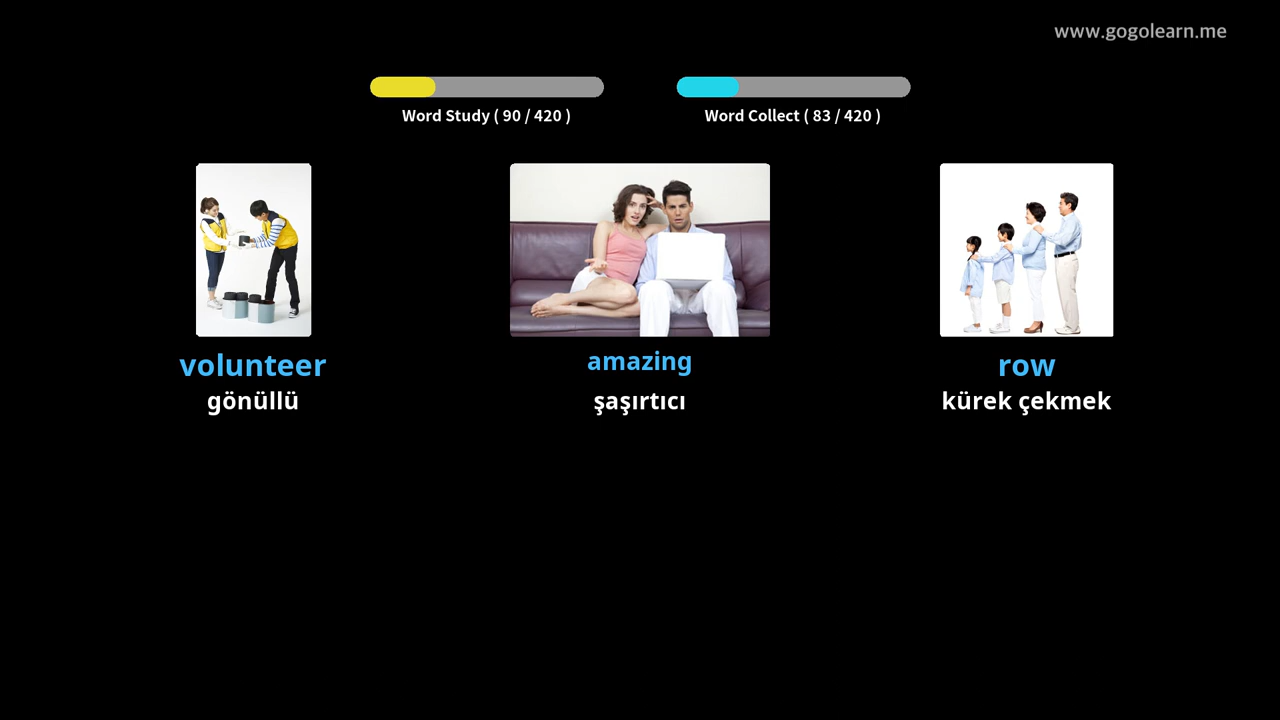 www.gogolearn.me
Word Study ( 90 / 420 )
Word Collect ( 83 / 420 )
volunteer
gönüllü
amazing
şaşırtıcı
row
kürek çekmek